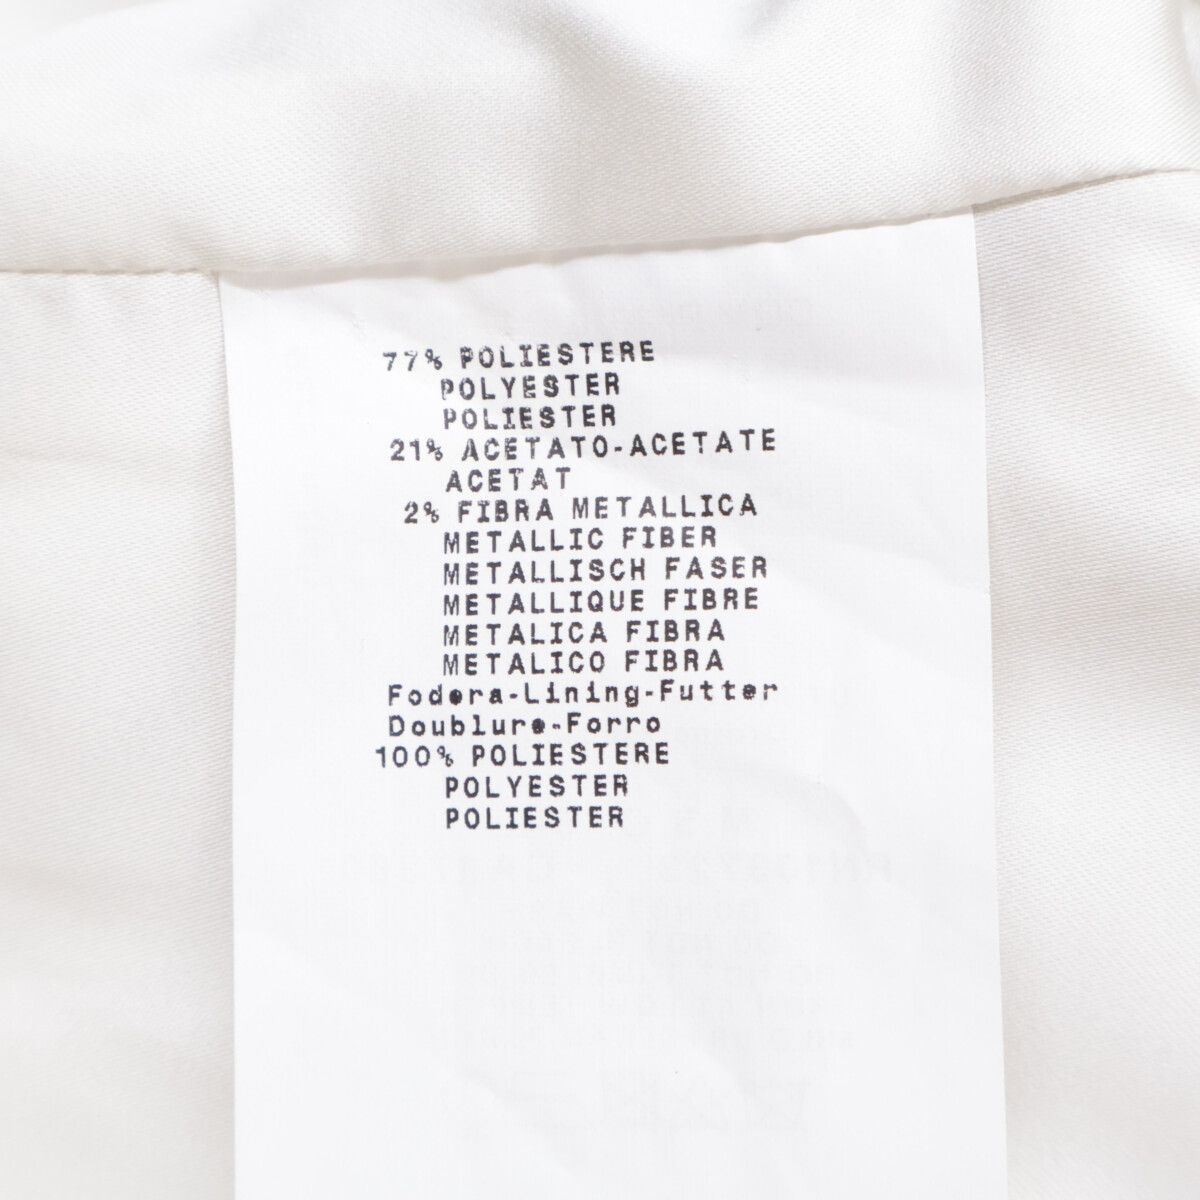 77% POLIESTERE
POLYESTER
POLIESTER
21% ACETATO-ACETATE
ACETAT
2% FIBRA METALLICA
METALLIC FIBER
METALLISCH FASER
METALLIQUE FIBRE
METALICA FIBRA
METALICO FIBRA
Fodera-Lining-Futter
Doublure-Forro
100% POLIESTERE
POLYESTER
POLIESTER